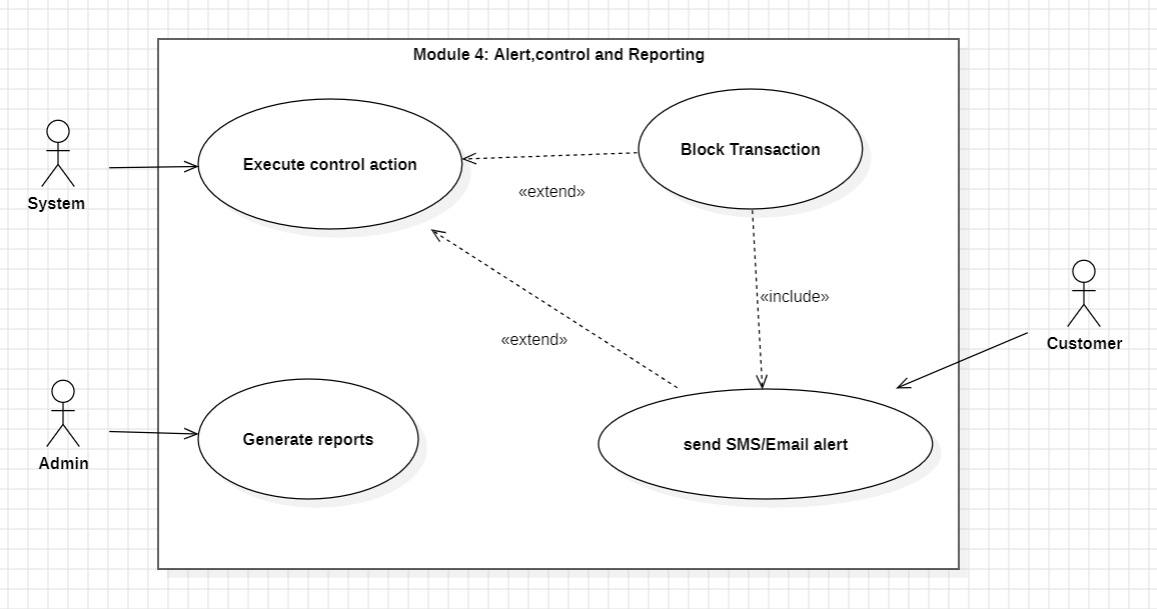 Module 4: Alert,control and Reporting
System
Execute control action
Block Transaction
«extend»
«include»
Customer
«extend»
Admin
Generate reports
send SMS/Email alert